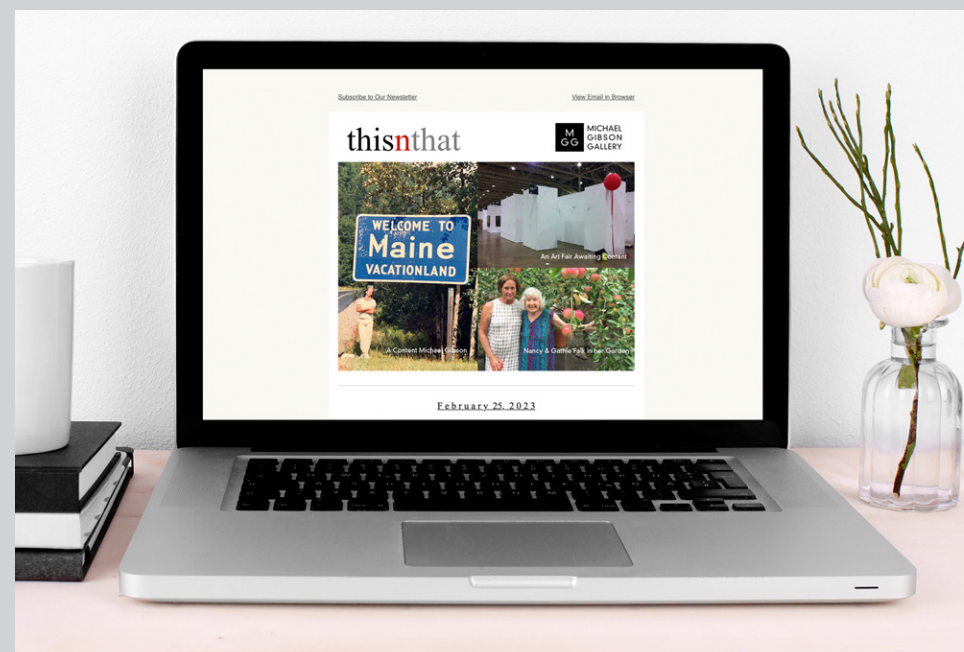 Subscribe to Our Newsletter
View Email in Browser
thisnthat
M
GG
MICHAEL
GIBSON
GALLERY
WELCOME TO
Maine
VACATIONLAND
An Art Fair Awaiting Content
A Content Michael Gibson
Nancy & Gathie Falk in her Garden
February 25, 2023